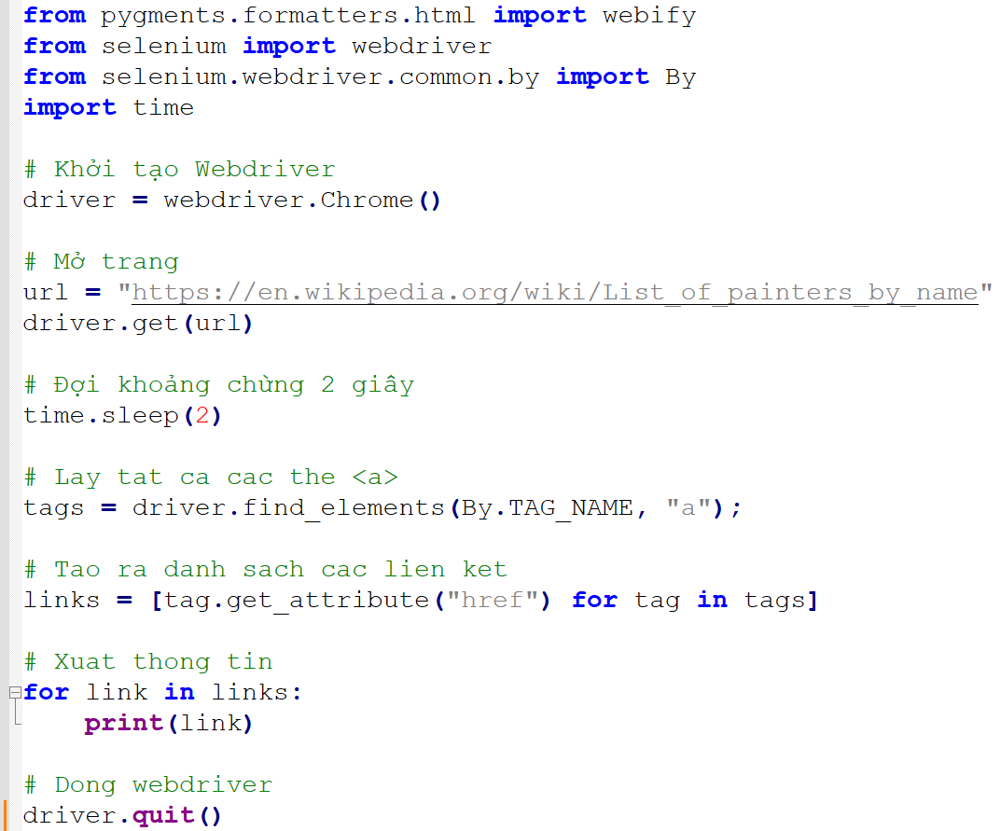 from pygments.formatters.html import webify
from selenium import webdriver
from selenium.webdriver.common.by import By
import time
# Khởi tạo Webdriver
driver = webdriver.Chrome()
# Mở trang
url = "https://en.wikipedia.org/wiki/List_of_painters_by_name"
driver.get(url)
# Đợi khoảng chừng 2 giây
time.sleep(2)
# Lay tat ca cac the <a>
tags = driver.find_elements(By.TAG_NAME, "a");
# Tao ra danh sach cac lien ket
links = [tag.get_attribute("href") for tag in tags]
# Xuat thong tin
for link in links:
    print(link)
# Dong webdriver
driver.quit()